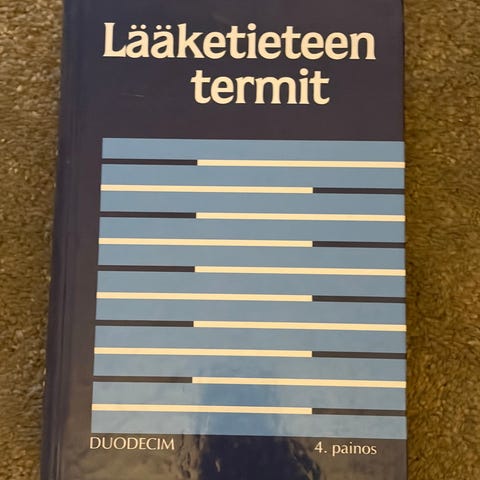 Lääketieteen
termit
DUODECIM
4. painos